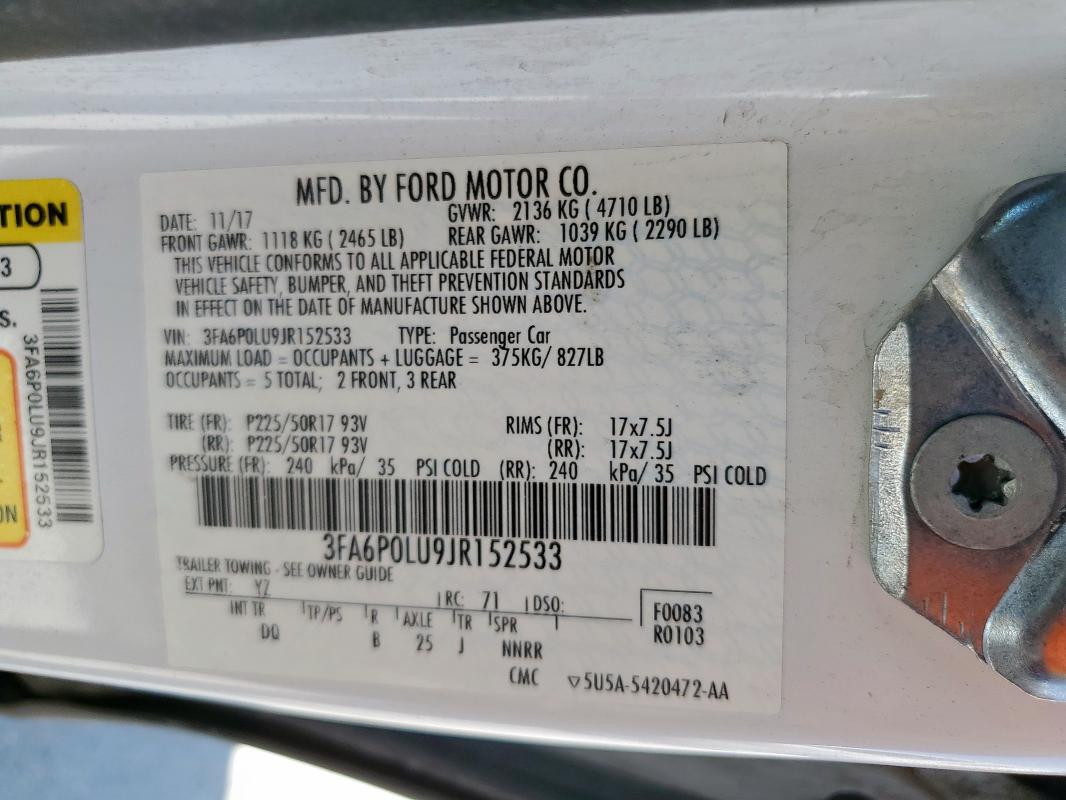 TION
3
S.
3FA6P0LU9JR152533
ON
MFD. BY FORD MOTOR CO.
DATE: 11/17 GVWR: 2136 KG ( 4710 LB)
FRONT GAWR: 1118 KG ( 2465 LB) REAR GAWR: 1039 KG ( 2290 LB)
THIS VEHICLE CONFORMS TO ALL APPLICABLE FEDERAL MOTOR
VEHICLE SAFETY, BUMPER, AND THEFT PREVENTION STANDARDS
IN EFFECT ON THE DATE OF MANUFACTURE SHOWN ABOVE.
VIN: 3FA6P0LU9JR152533 TYPE: Passenger Car
MAXIMUM LOAD = OCCUPANTS + LUGGAGE = 375KG/ 827LB
OCCUPANTS = 5 TOTAL; 2 FRONT, 3 REAR
TIRE (FR): P225/50R17 93V RIMS (FR): 17x7.5J
(RR): P225/50R17 93V (RR): 17x7.5J
PRESSURE (FR): 240 kPa/ 35 PSI COLD (RR): 240 kPa/ 35 PSI COLD
3FA6P0LU9JR152533
TRAILER TOWING - SEE OWNER GUIDE
EXT PNT: YZ RC: 71 DSO: F0083
INT TR TP/PS R AXLE TR SPR R0103
DQ B 25 J NNRR
CMC ▽5U5A-5420472-AA